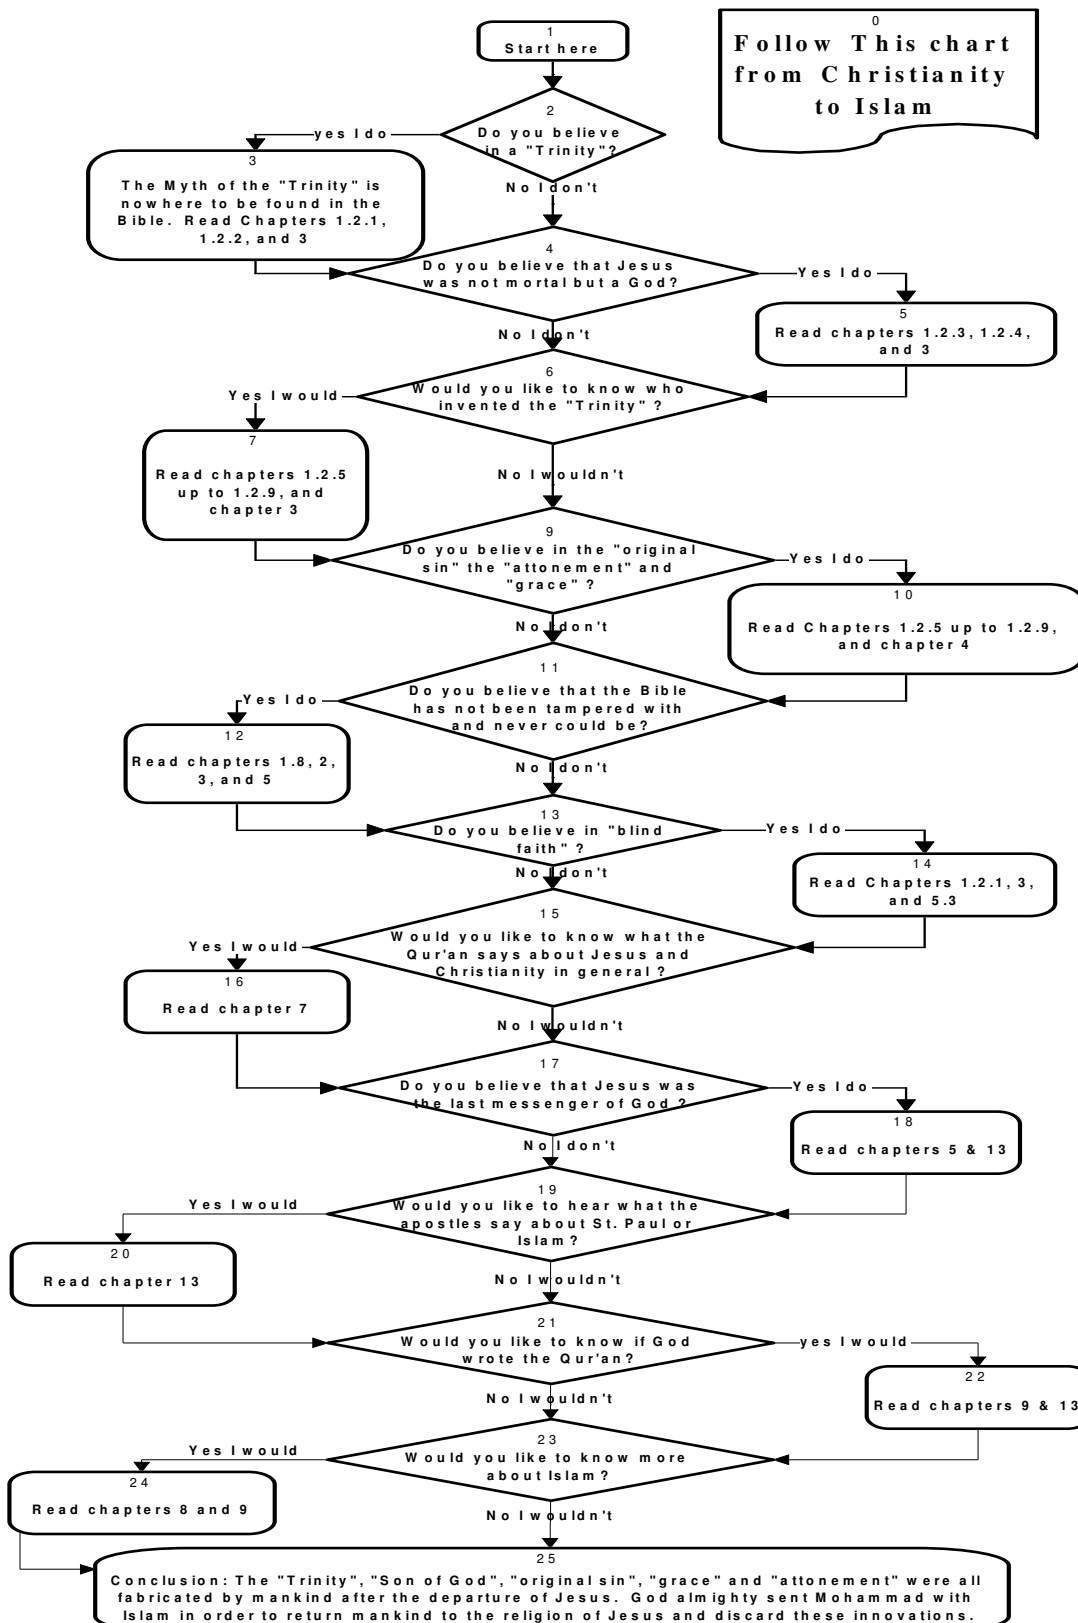 0
Follow This chart
from Christianity
to Islam
1
Start here
2
Do you believe
in a "Trinity"?
yes I do
No I don't
3
The Myth of the "Trinity" is
nowhere to be found in the
Bible. Read Chapters 1.2.1,
1.2.2, and 3
4
Do you believe that Jesus
was not mortal but a God?
Yes I do
No I don't
5
Read chapters 1.2.3, 1.2.4,
and 3
6
Would you like to know who
invented the "Trinity" ?
Yes I would
No I wouldn't
7
Read chapters 1.2.5
up to 1.2.9, and
chapter 3
9
Do you believe in the "original
sin" the "attonement" and
"grace" ?
Yes I do
No I don't
10
Read Chapters 1.2.5 up to 1.2.9,
and chapter 4
11
Do you believe that the Bible
has not been tampered with
and never could be?
Yes I do
No I don't
12
Read chapters 1.8, 2,
3, and 5
13
Do you believe in "blind
faith" ?
Yes I do
No I don't
14
Read Chapters 1.2.1, 3,
and 5.3
15
Would you like to know what the
Qur'an says about Jesus and
Christianity in general ?
Yes I would
No I wouldn't
16
Read chapter 7
17
Do you believe that Jesus was
the last messenger of God ?
Yes I do
No I don't
18
Read chapters 5 & 13
19
Would you like to hear what the
apostles say about St. Paul or
Islam ?
Yes I would
No I wouldn't
20
Read chapter 13
21
Would you like to know if God
wrote the Qur'an?
yes I would
No I wouldn't
22
Read chapters 9 & 13
23
Would you like to know more
about Islam ?
Yes I would
No I wouldn't
24
Read chapters 8 and 9
25
Conclusion: The "Trinity", "Son of God", "original sin", "grace" and "attonement" were all
fabricated by mankind after the departure of Jesus. God almighty sent Mohammad with
Islam in order to return mankind to the religion of Jesus and discard these innovations.